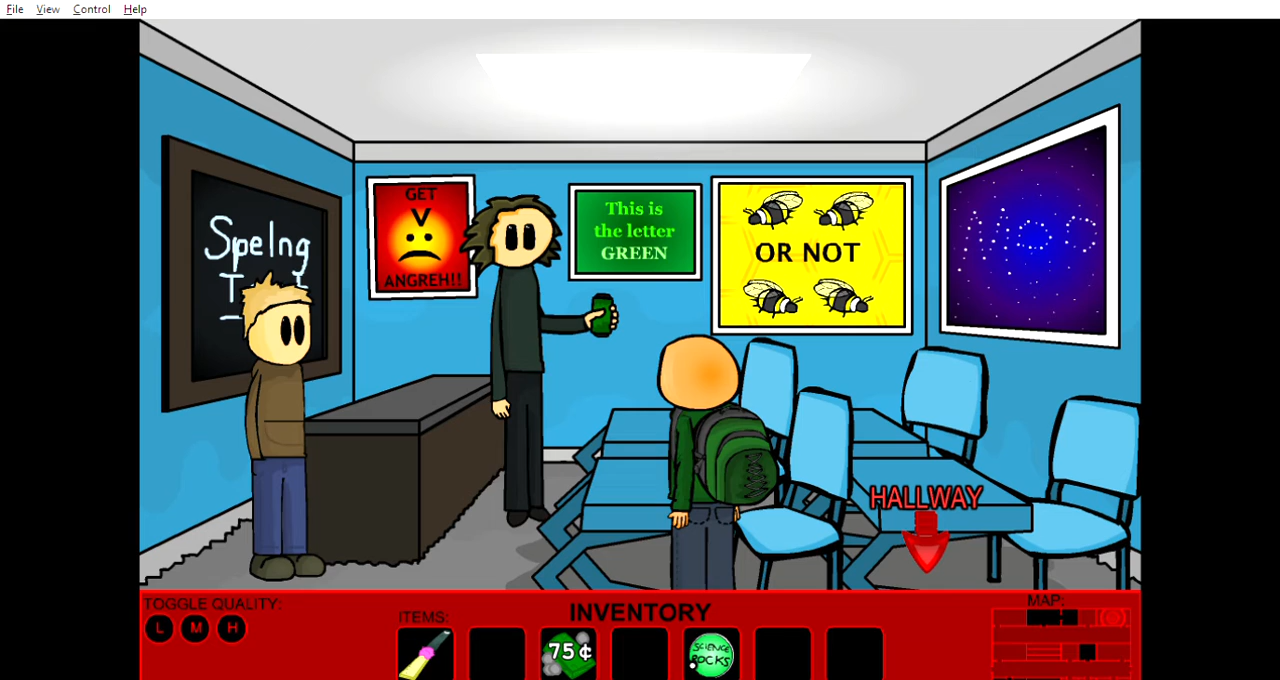 File View Control Help
Spelng
GET
ANGREH!!
This is
the letter
GREEN
OR NOT
HALLWAY
TOGGLE QUALITY:
L M H
ITEMS:
INVENTORY
75¢
SCIENCE
ROCKS
MAP: